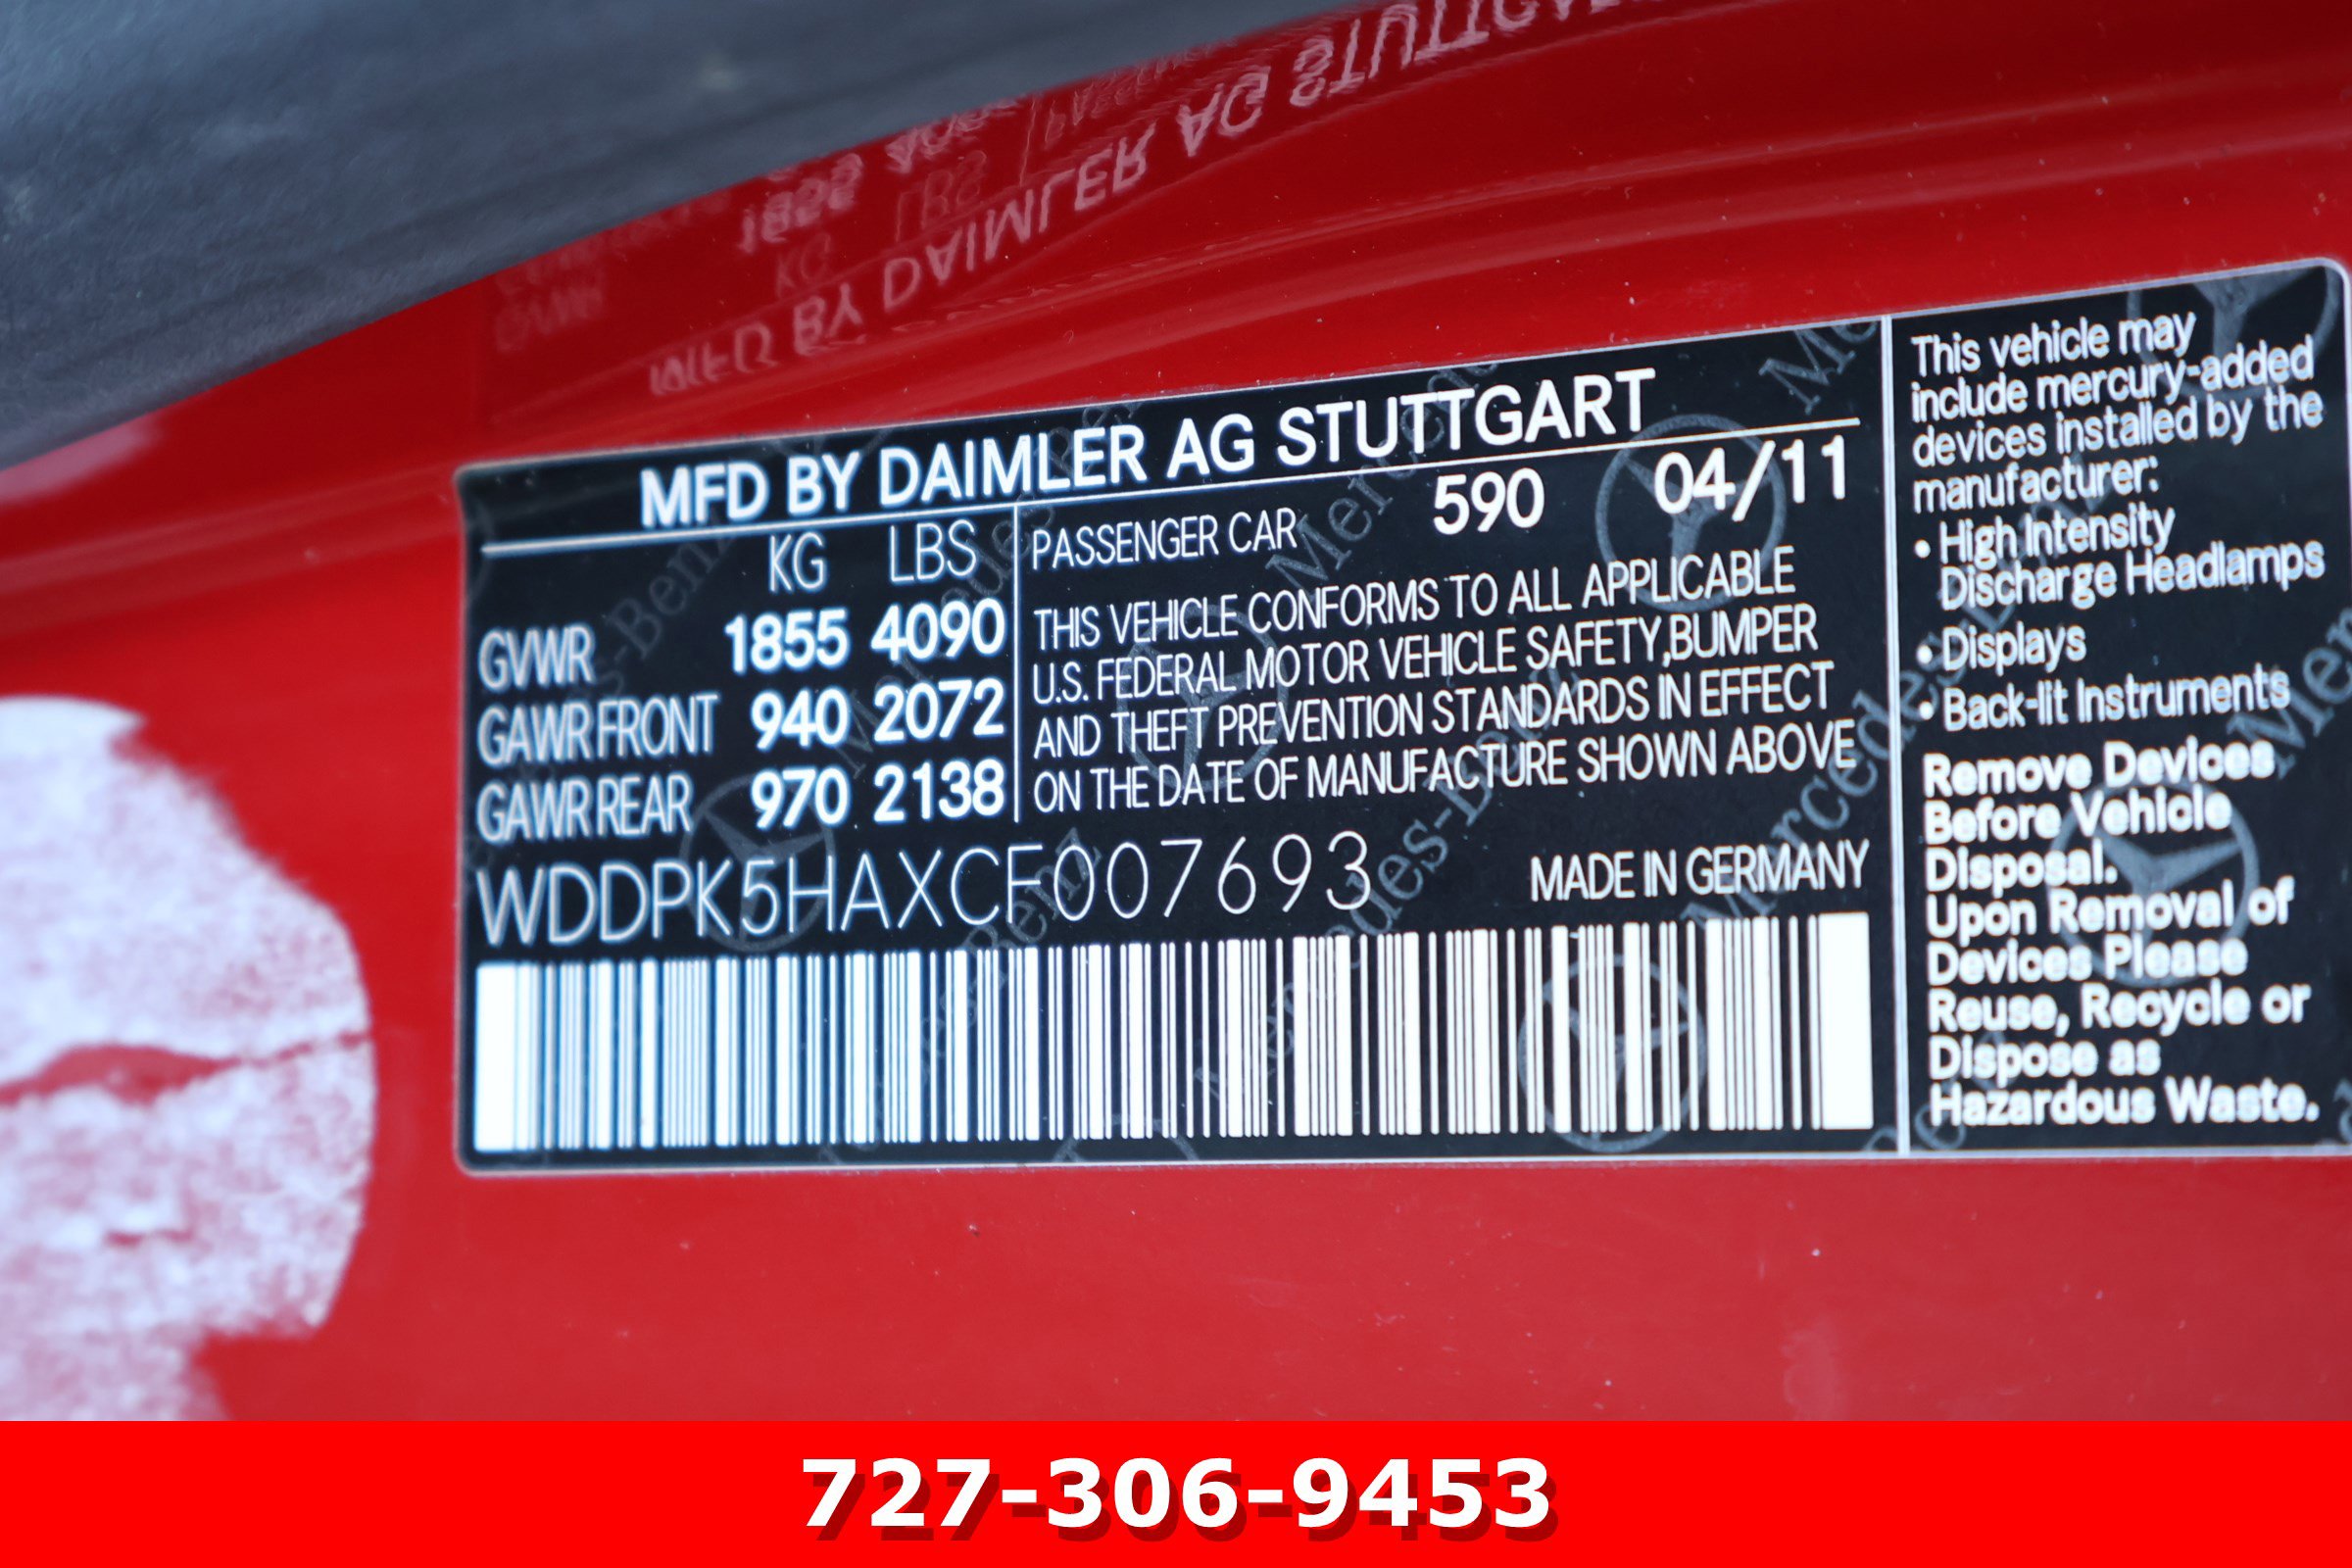 MFD BY DAIMLER AG STUTTGART
KG LBS
GVWR 1855 4090
GAWR FRONT 940 2072
GAWR REAR 970 2138
PASSENGER CAR 590 04/11
THIS VEHICLE CONFORMS TO ALL APPLICABLE
U.S. FEDERAL MOTOR VEHICLE SAFETY,BUMPER
AND THEFT PREVENTION STANDARDS IN EFFECT
ON THE DATE OF MANUFACTURE SHOWN ABOVE
WDDPK5HAXCF007693
MADE IN GERMANY
This vehicle may
include mercury-added
devices installed by the
manufacturer:
• High Intensity
Discharge Headlamps
• Displays
• Back-lit Instruments
Remove Devices
Before Vehicle
Disposal.
Upon Removal of
Devices Please
Reuse, Recycle or
Dispose as
Hazardous Waste.
727-306-9453